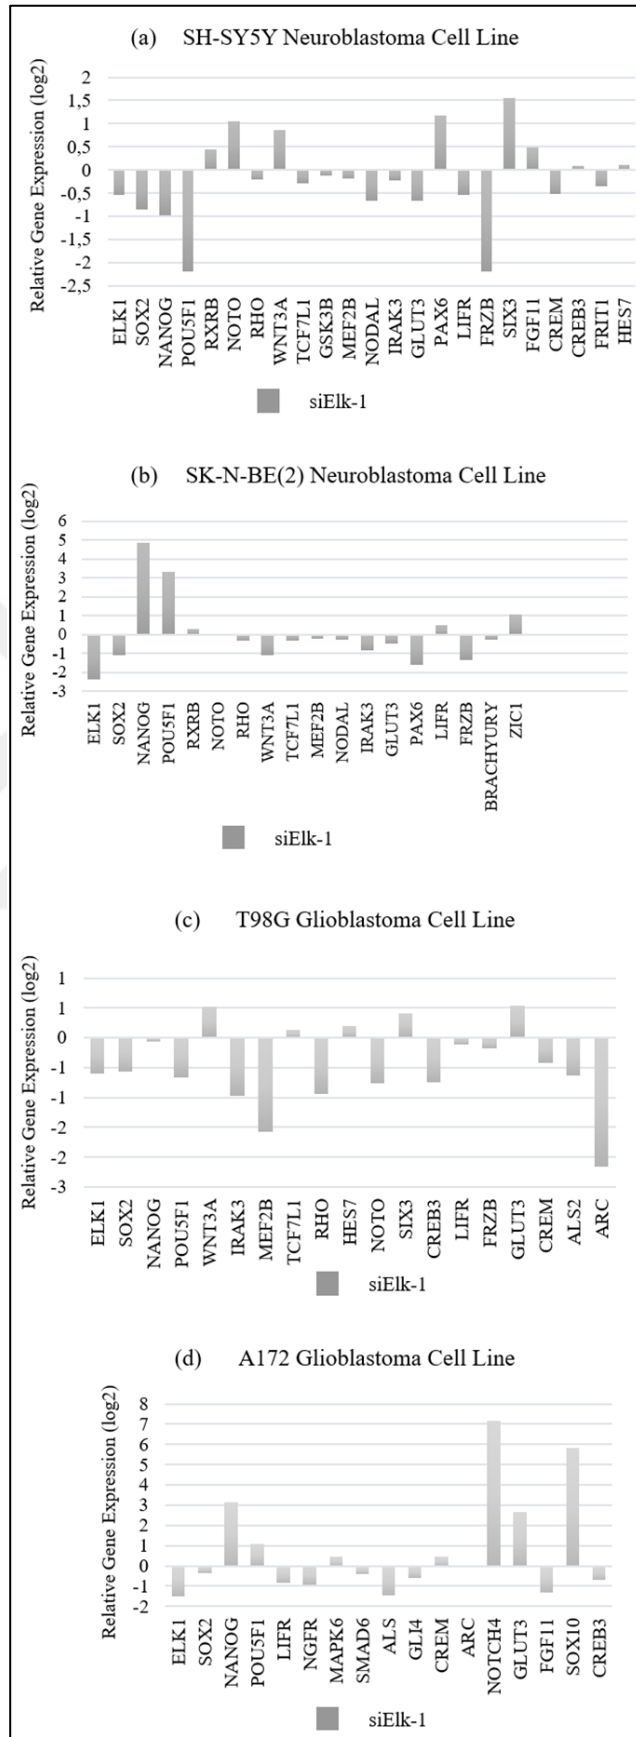 (a) SH-SY5Y Neuroblastoma Cell Line
Relative Gene Expression (log2)
2
1,5
1
0,5
0
-0,5
-1
-1,5
-2
-2,5
ELK1
SOX2
NANOG
POU5F1
RXRB
NOTO
RHO
WNT3A
TCF7L1
GSK3B
MEF2B
NODAL
IRAK3
GLUT3
PAX6
LIFR
FRZB
SIX3
FGF11
CREM
CREB3
FRIT1
HES7
siElk-1
(b) SK-N-BE(2) Neuroblastoma Cell Line
Relative Gene Expression (log2)
6
5
4
3
2
1
0
-1
-2
-3
ELK1
SOX2
NANOG
POU5F1
RXRB
NOTO
RHO
WNT3A
TCF7L1
MEF2B
NODAL
IRAK3
GLUT3
PAX6
LIFR
FRZB
BRACHYURY
ZIC1
siElk-1
(c) T98G Glioblastoma Cell Line
Relative Gene Expression (log2)
1
1
0
-1
-1
-2
-2
-3
ELK1
SOX2
NANOG
POU5F1
WNT3A
IRAK3
MEF2B
TCF7L1
RHO
HES7
NOTO
SIX3
CREB3
LIFR
FRZB
GLUT3
CREM
ALS2
ARC
siElk-1
(d) A172 Glioblastoma Cell Line
Relative Gene Expression (log2)
8
7
6
5
4
3
2
1
0
-1
-2
ELK1
SOX2
NANOG
POU5F1
LIFR
NGFR
MAPK6
SMAD6
ALS
GLI4
CREM
ARC
NOTCH4
GLUT3
FGF11
SOX10
CREB3
siElk-1